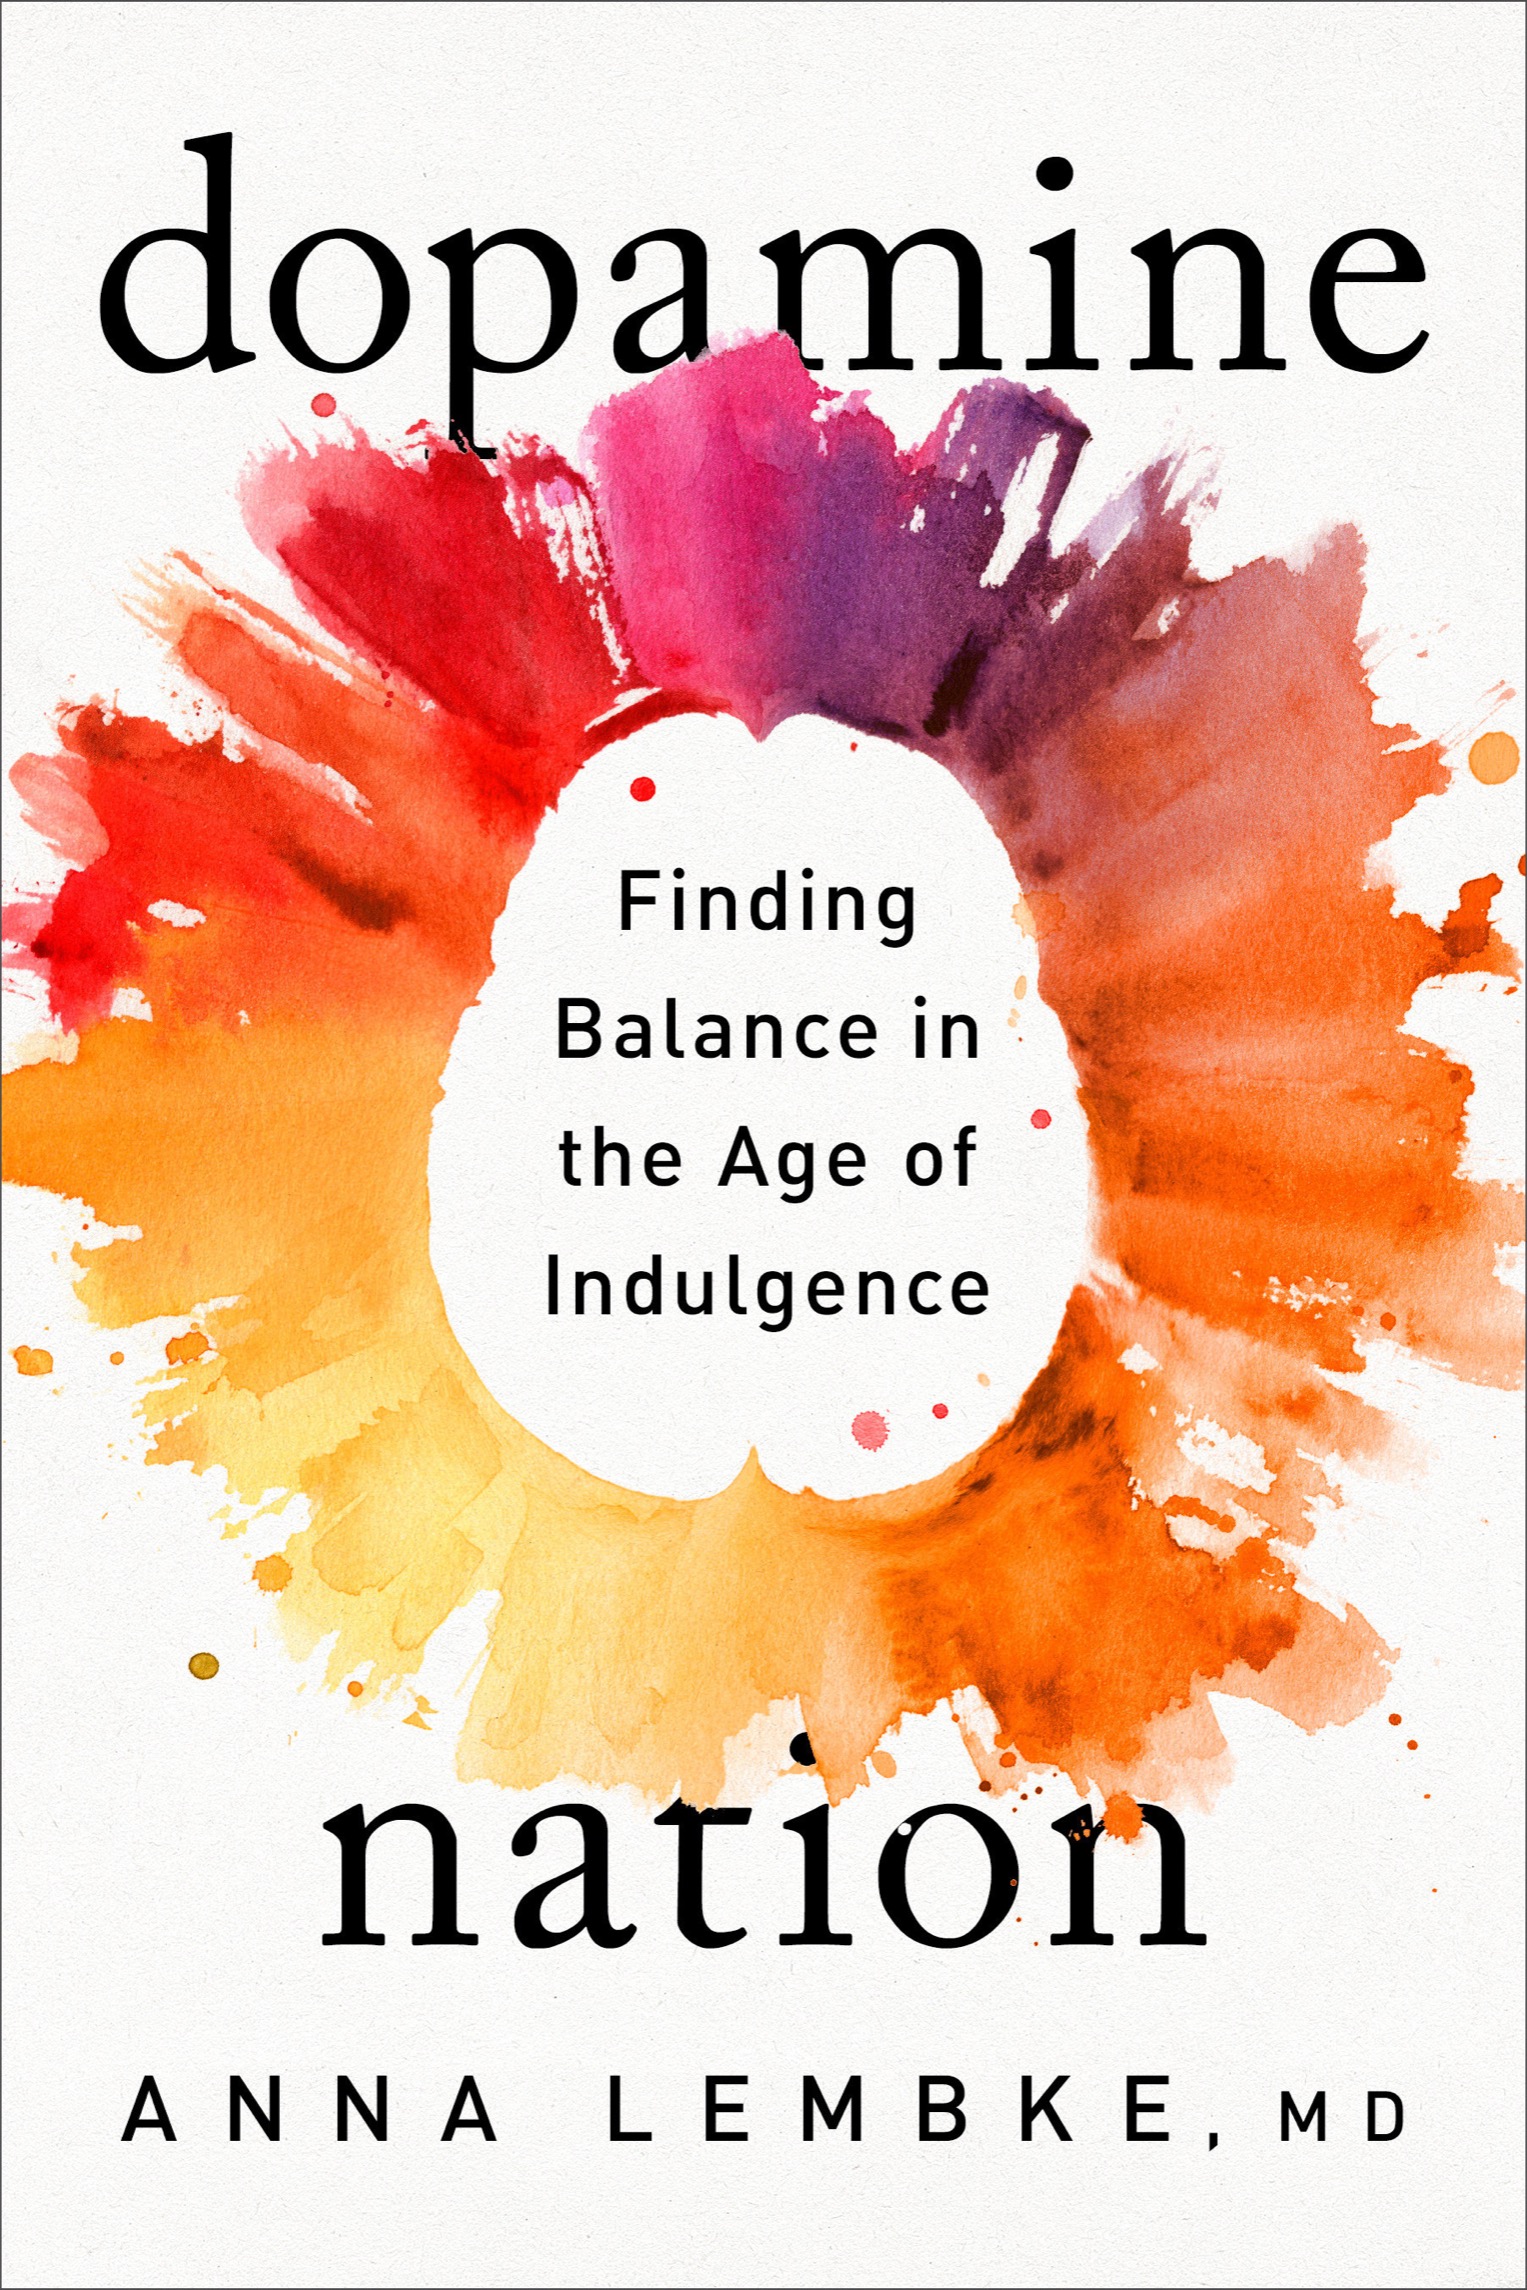 dopamine
Finding
Balance in
the Age of
Indulgence
nation
ANNA LEMBKE, MD